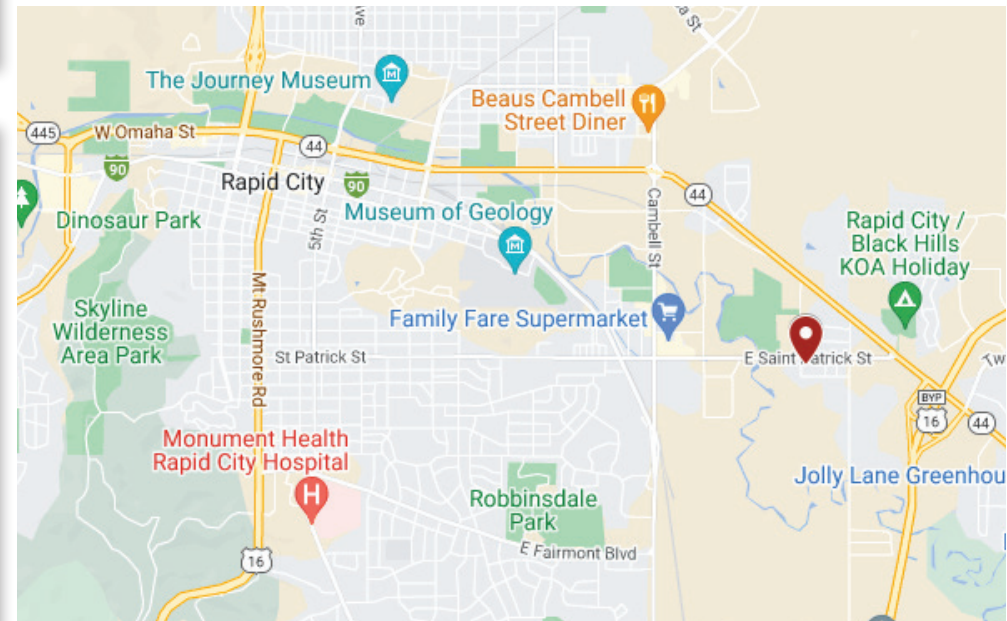 Ave
a St
The Journey Museum
Beaus Cambell
Street Diner
445
W Omaha St
44
90
Rapid City
90
5th St
Museum of Geology
Cambell St
44
Dinosaur Park
Rapid City /
Black Hills
KOA Holiday
Mt Rushmore Rd
Skyline
Wilderness
Area Park
Family Fare Supermarket
St Patrick St
E Saint Patrick St
Tw
BYP
16
44
Monument Health
Rapid City Hospital
H
Jolly Lane Greenhou
Robbinsdale
Park
E Fairmont Blvd
16